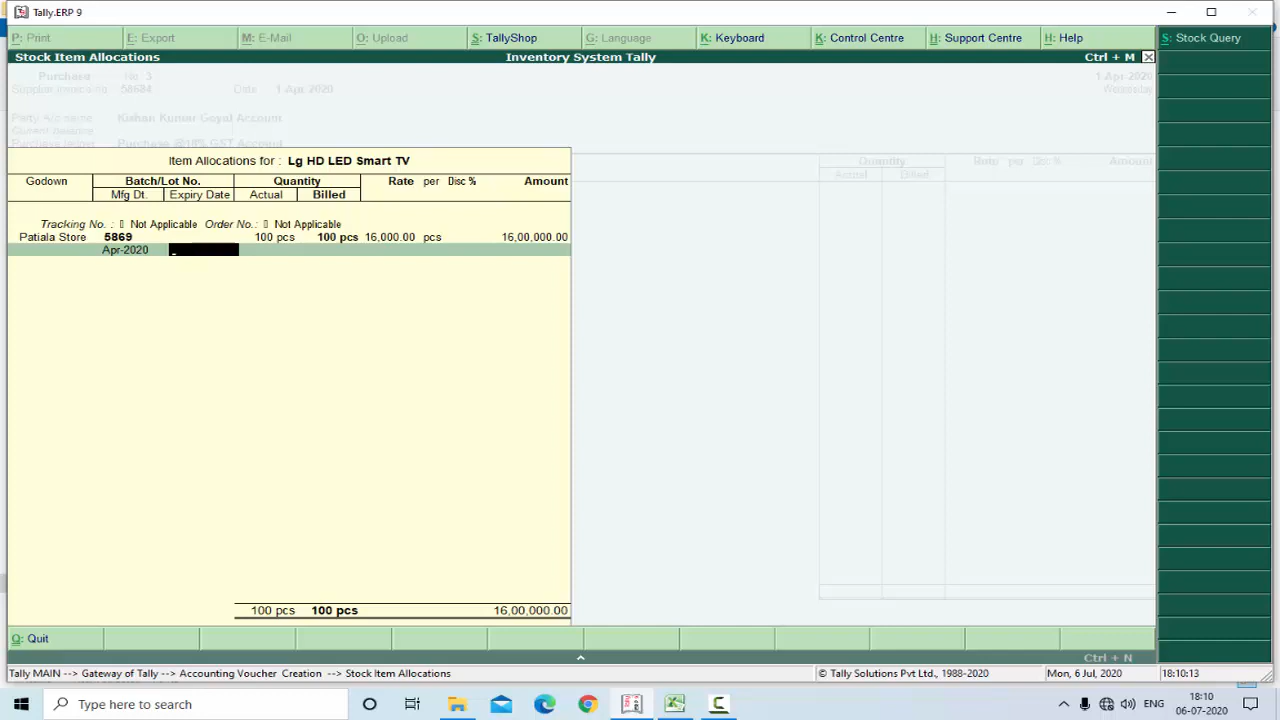 Tally.ERP 9
P: Print E: Export M: E-Mail O: Upload S: TallyShop G: Language K: Keyboard K: Control Centre H: Support Centre H: Help S: Stock Query
Stock Item Allocations Inventory System Tally Ctrl + M
Purchase No. 3 1 Apr 2020
Supplier invoice no 58684 Date 1 Apr 2020 Wednesday
Party A/c name Kishan Kumar Goyal Account
Current balance
Purchase ledger Purchase @18% GST Account
Item Allocations for : Lg HD LED Smart TV
Quantity Rate per Disc % Amount
Actual Billed
Godown Batch/Lot No. Quantity Rate per Disc % Amount
Mfg Dt. Expiry Date Actual Billed
Tracking No. : Not Applicable Order No.: Not Applicable
Patiala Store 5869 100 pcs 100 pcs 16,000.00 pcs 16,00,000.00
Apr-2020
100 pcs 100 pcs 16,00,000.00
Q: Quit
Ctrl + N
Tally MAIN --> Gateway of Tally --> Accounting Voucher Creation --> Stock Item Allocations © Tally Solutions Pvt Ltd., 1988-2020 Mon, 6 Jul, 2020 18:10:13
Type here to search ENG 18:10
06-07-2020